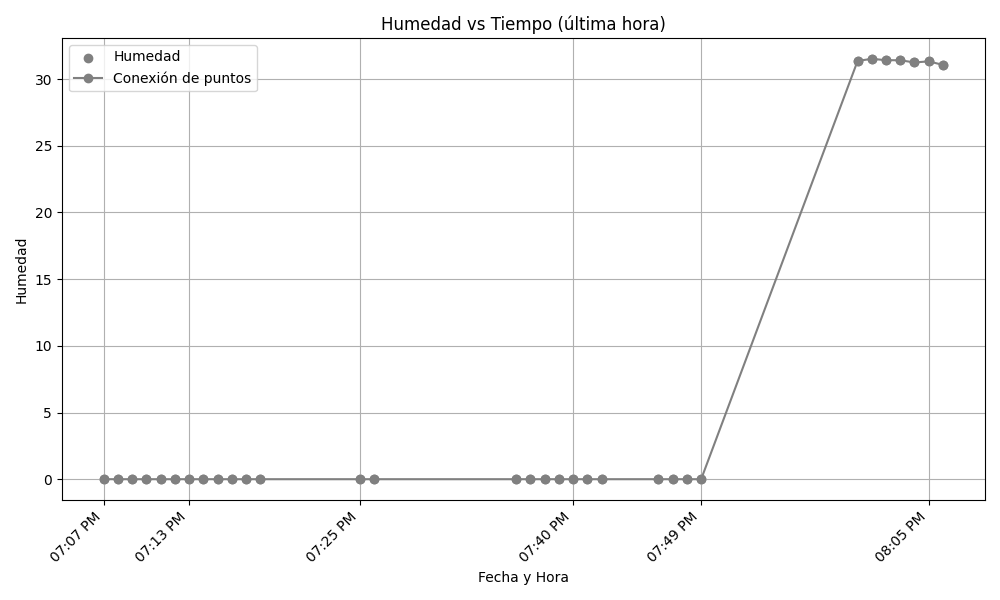 Humedad vs Tiempo (última hora)
Humedad
Conexión de puntos
Humedad
30
25
20
15
10
5
0
07:07 PM
07:13 PM
07:25 PM
07:40 PM
07:49 PM
08:05 PM
Fecha y Hora